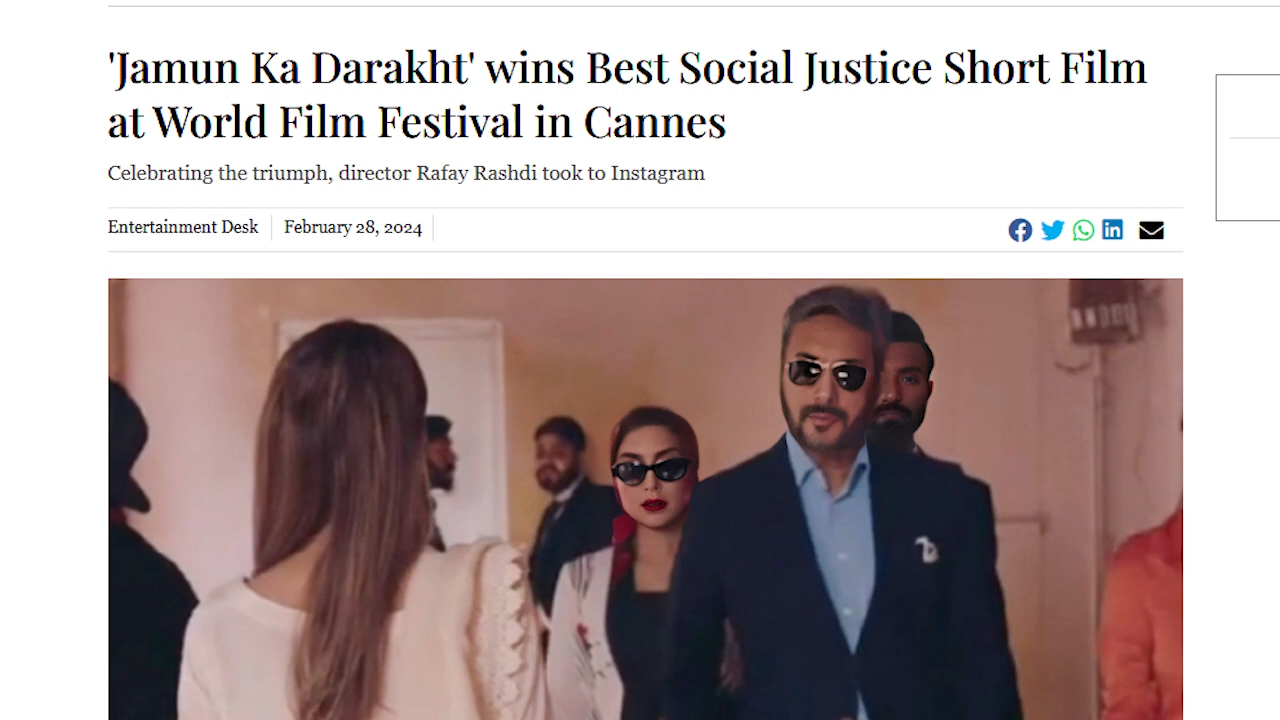 'Jamun Ka Darakht' wins Best Social Justice Short Film
at World Film Festival in Cannes
Celebrating the triumph, director Rafay Rashdi took to Instagram
Entertainment Desk
February 28, 2024